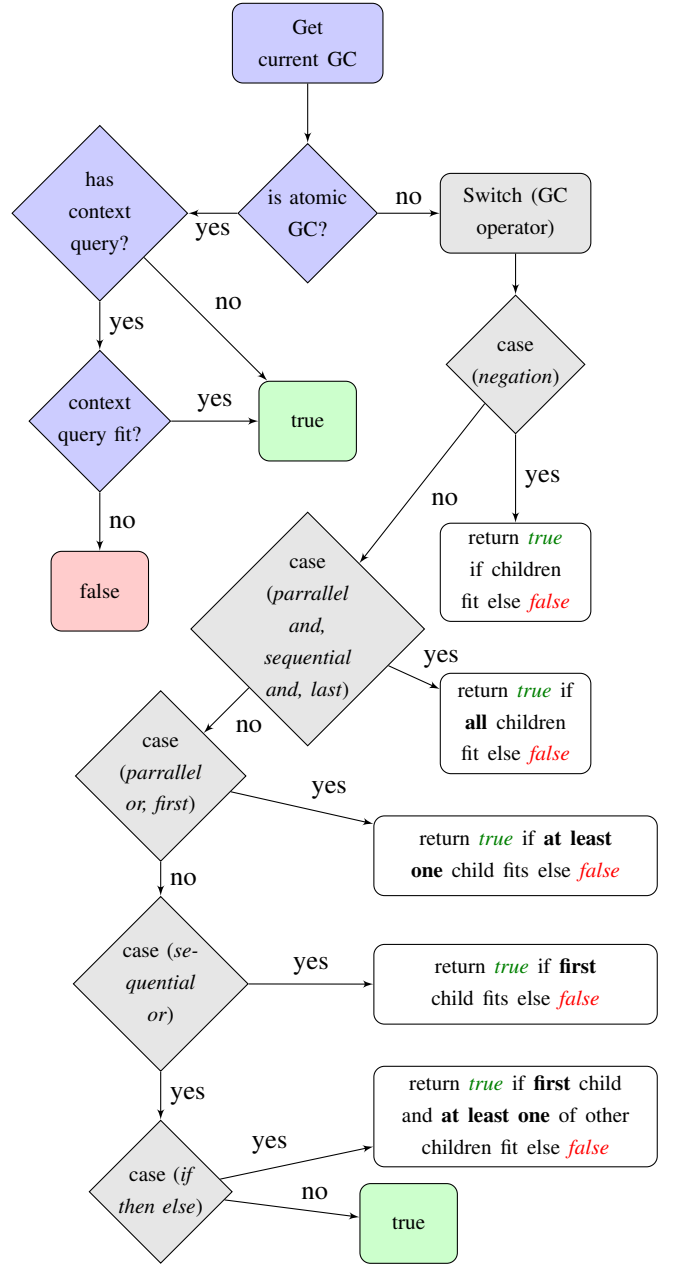 Get
current GC
has
context
query?
yes
is atomic
GC?
no
Switch (GC
operator)
no
yes
case
(negation)
context
query fit?
yes
true
no
yes
no
false
return true
if children
fit else false
case
(parrallel
and,
sequential
and, last)
yes
return true if
all children
fit else false
no
case
(parrallel
or, first)
yes
return true if at least
one child fits else false
no
case (se-
quential
or)
yes
return true if first
child fits else false
yes
case (if
then else)
yes
return true if first child
and at least one of other
children fit else false
no
true